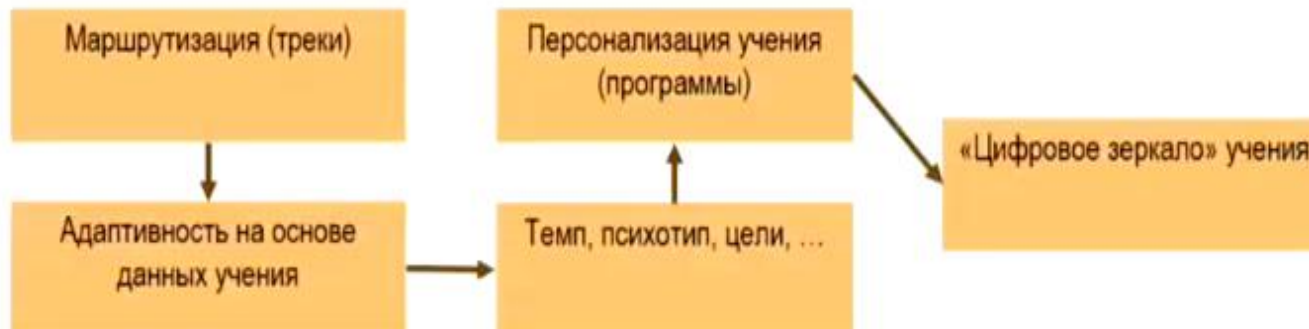 Маршрутизация (треки)
Адаптивность на основе
данных учения
Темп, психотип, цели, ...
Персонализация учения
(программы)
«Цифровое зеркало» учения